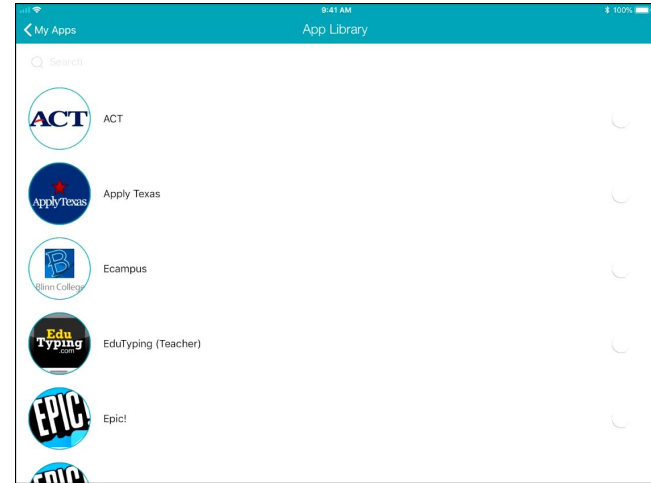 9:41 AM
100%
My Apps
App Library
Search
ACT
ACT
ApplyTexas
Apply Texas
B
Blinn College
Ecampus
Edu
Typing
.com
EduTyping (Teacher)
EPIC!
Epic!
EPIC